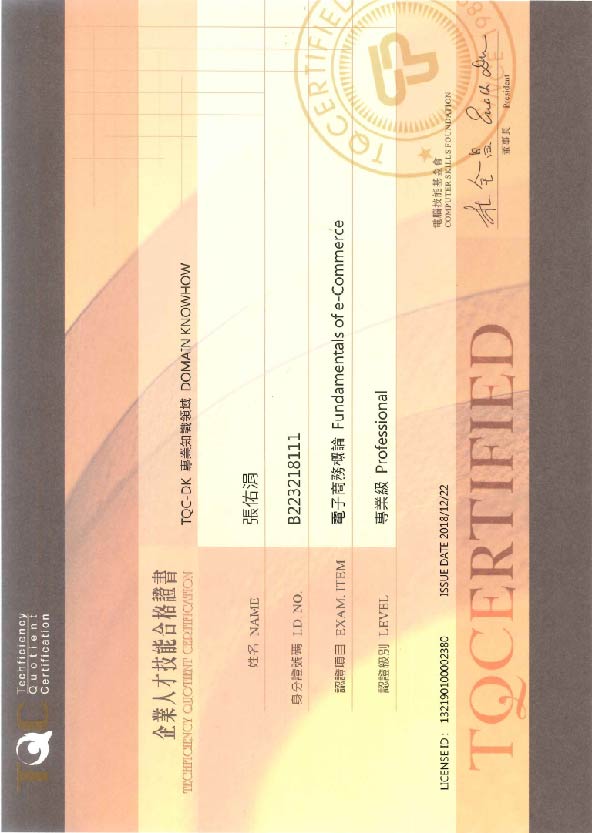 TQC
Techficiency
Quotient
Certification
企業人才技能合格證書
TECHFICIENCY QUOTIENT CERTIFICATION
TQC-DK 專業知識領域 DOMAIN KNOWHOW
姓名 NAME
張佑涓
身分證號碼 I.D NO.
B223218111
認證項目 EXAM. ITEM
電子商務概論 Fundamentals of e-Commerce
認證級別 LEVEL
專業級 Professional
TQCERTIFIED
電腦技能基金會
COMPUTER SKILLS FOUNDATION
董事長
President
LICENSE ID : 132190100002380
ISSUE DATE 2018/12/22
TQCERTIFIED